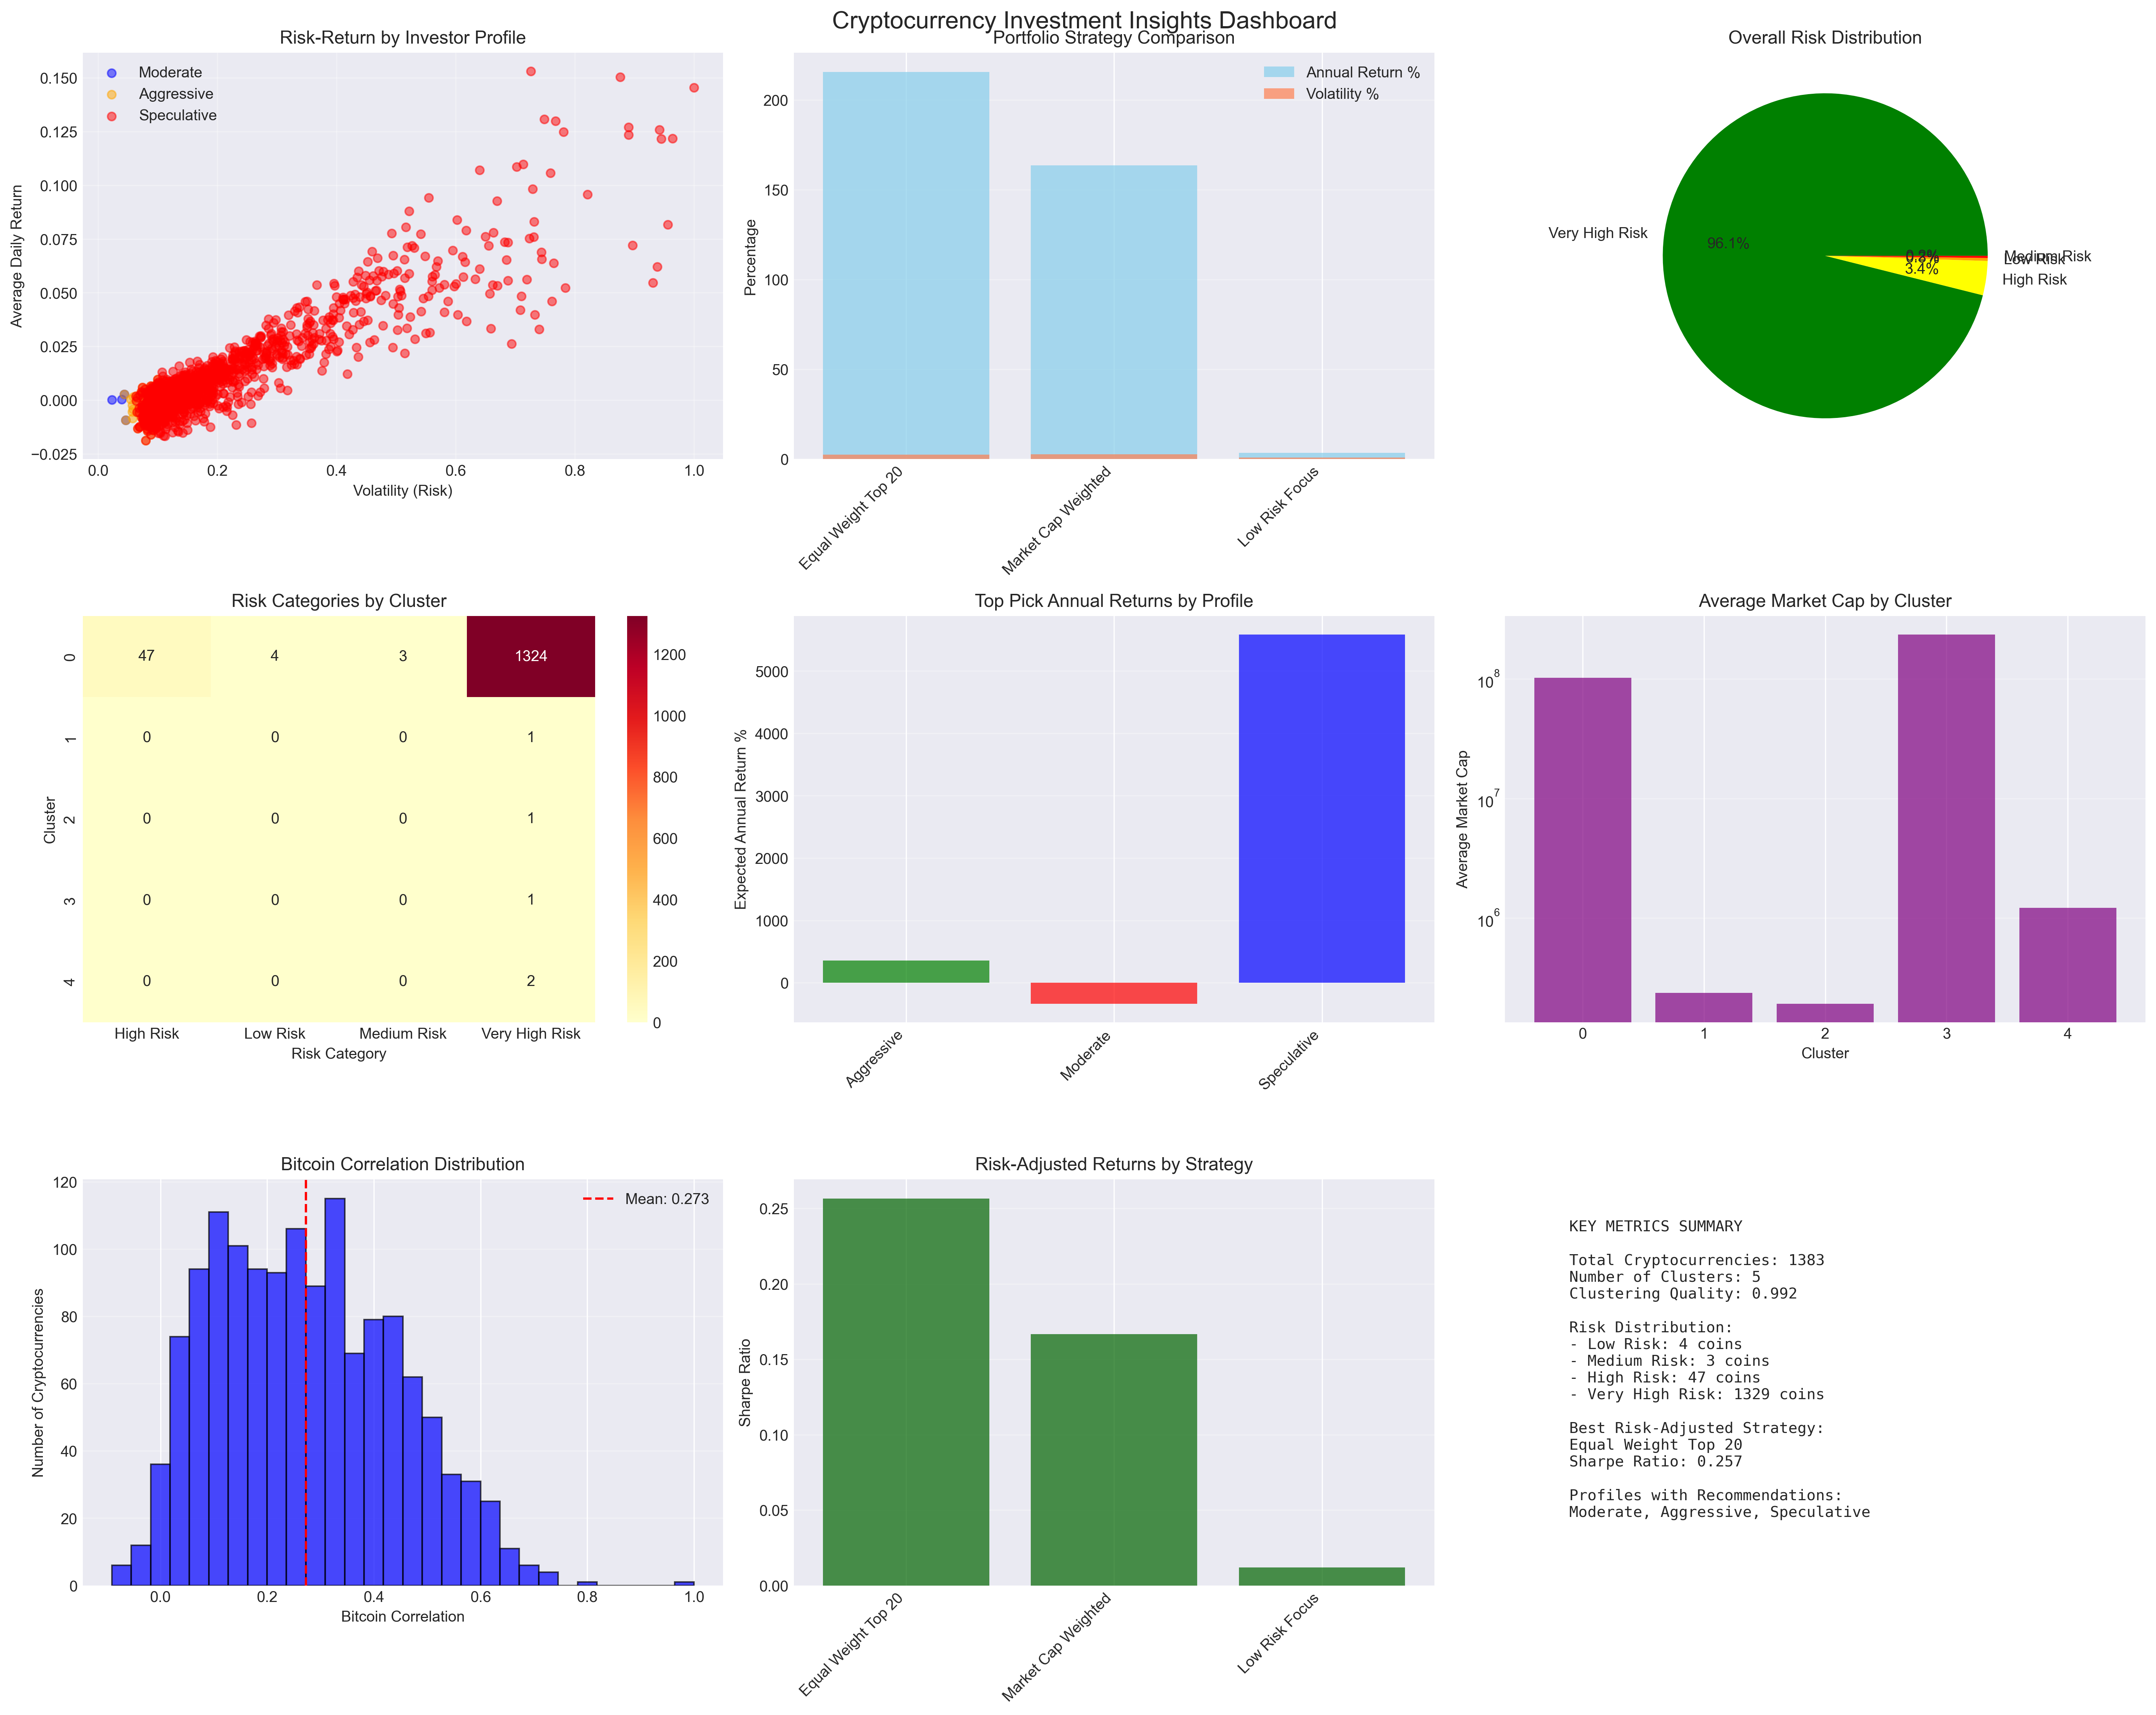 Cryptocurrency Investment Insights Dashboard
Risk-Return by Investor Profile
Moderate
Aggressive
Speculative
0.150
0.125
0.100
0.075
0.050
0.025
0.000
−0.025
Average Daily Return
0.0 0.2 0.4 0.6 0.8 1.0
Volatility (Risk)
Portfolio Strategy Comparison
Annual Return %
Volatility %
200
150
100
50
0
Percentage
Equal Weight Top 20
Market Cap Weighted
Low Risk Focus
Overall Risk Distribution
Very High Risk
96.1%
Medium Risk
Low Risk
3.4%
High Risk
Risk Categories by Cluster
0 47 4 3 1324
1 0 0 0 1
2 0 0 0 1
3 0 0 0 1
4 0 0 0 2
Cluster
High Risk Low Risk Medium Risk Very High Risk
Risk Category
1200
1000
800
600
400
200
0
Top Pick Annual Returns by Profile
5000
4000
3000
2000
1000
0
Expected Annual Return %
Aggressive
Moderate
Speculative
Average Market Cap by Cluster
10^8
10^7
10^6
Average Market Cap
0 1 2 3 4
Cluster
Bitcoin Correlation Distribution
Mean: 0.273
120
100
80
60
40
20
0
Number of Cryptocurrencies
0.0 0.2 0.4 0.6 0.8 1.0
Bitcoin Correlation
Risk-Adjusted Returns by Strategy
0.25
0.20
0.15
0.10
0.05
0.00
Sharpe Ratio
Equal Weight Top 20
Market Cap Weighted
Low Risk Focus
KEY METRICS SUMMARY
Total Cryptocurrencies: 1383
Number of Clusters: 5
Clustering Quality: 0.992
Risk Distribution:
- Low Risk: 4 coins
- Medium Risk: 3 coins
- High Risk: 47 coins
- Very High Risk: 1329 coins
Best Risk-Adjusted Strategy:
Equal Weight Top 20
Sharpe Ratio: 0.257
Profiles with Recommendations:
Moderate, Aggressive, Speculative